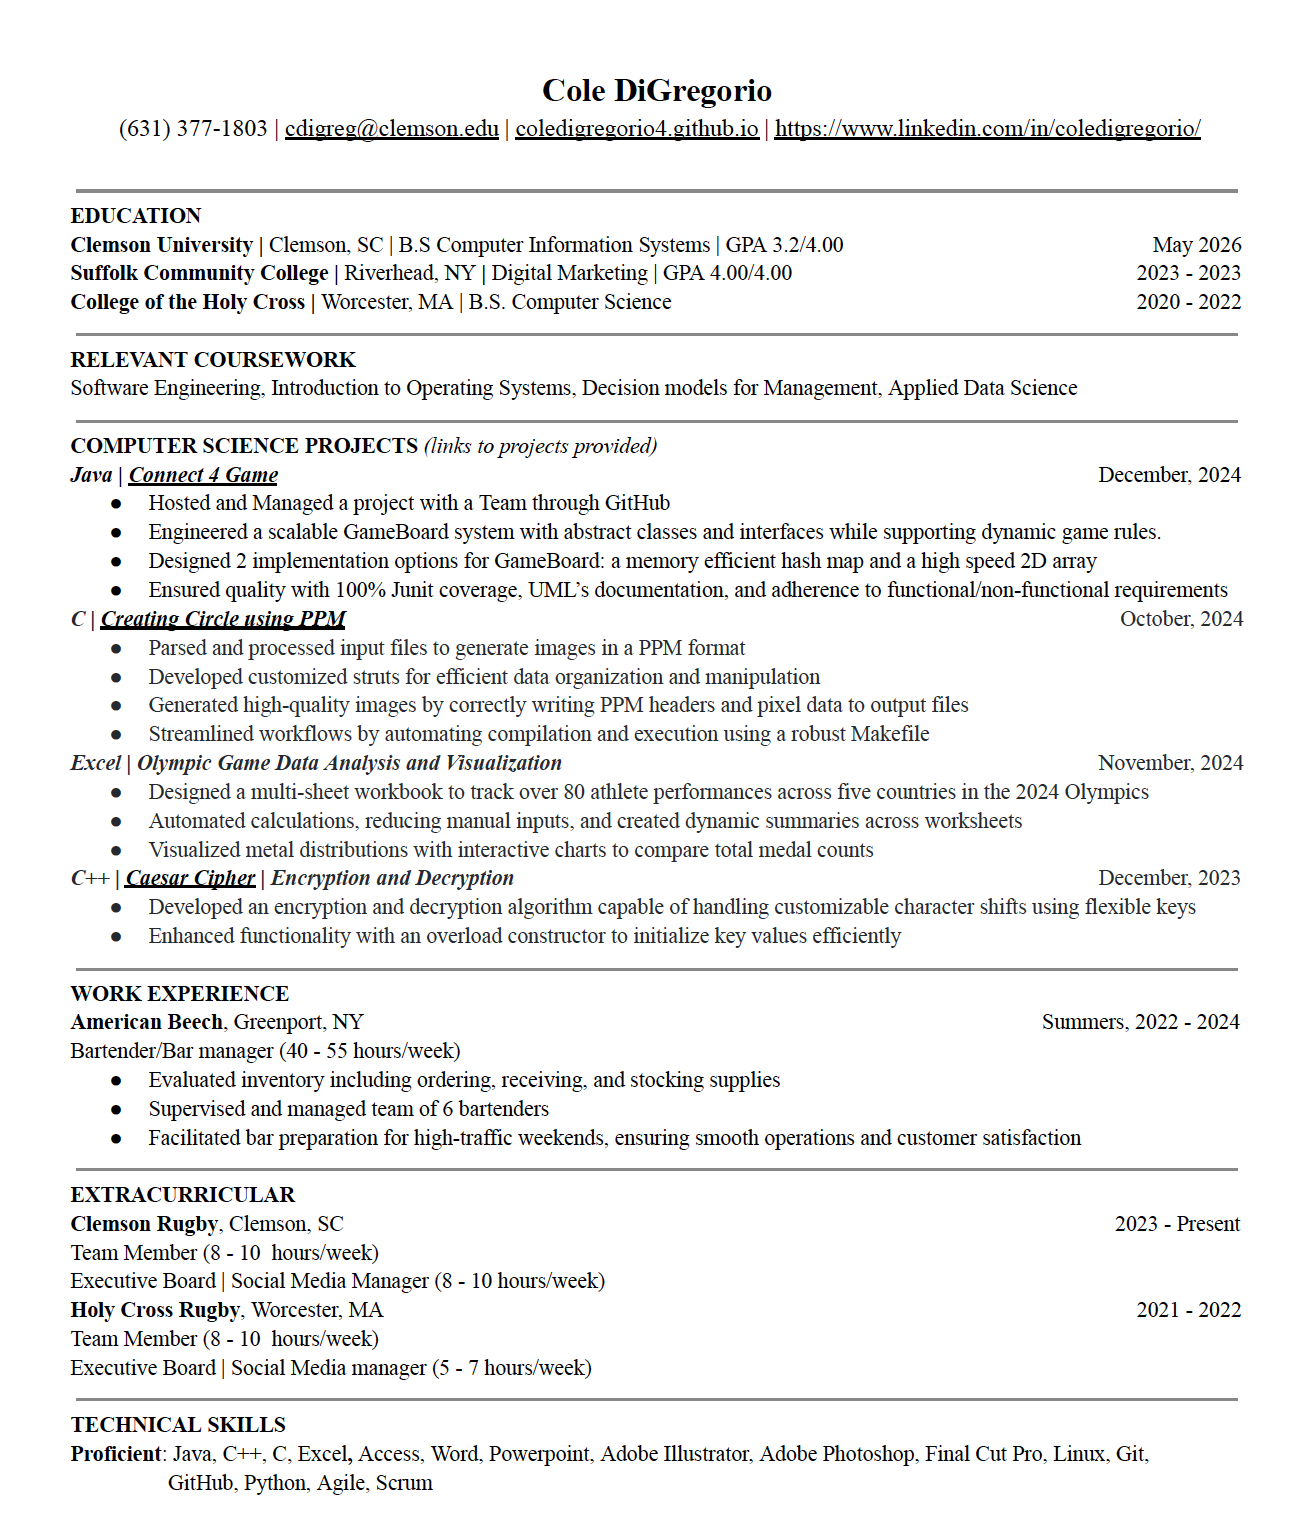 Cole DiGregorio
(631) 377-1803 | cdigreg@clemson.edu | coledigregorio4.github.io | https://www.linkedin.com/in/coledigregorio/
EDUCATION
Clemson University | Clemson, SC | B.S Computer Information Systems | GPA 3.2/4.00 May 2026
Suffolk Community College | Riverhead, NY | Digital Marketing | GPA 4.00/4.00 2023 - 2023
College of the Holy Cross | Worcester, MA | B.S. Computer Science 2020 - 2022
RELEVANT COURSEWORK
Software Engineering, Introduction to Operating Systems, Decision models for Management, Applied Data Science
COMPUTER SCIENCE PROJECTS (links to projects provided)
Java | Connect 4 Game December, 2024
● Hosted and Managed a project with a Team through GitHub
● Engineered a scalable GameBoard system with abstract classes and interfaces while supporting dynamic game rules.
● Designed 2 implementation options for GameBoard: a memory efficient hash map and a high speed 2D array
● Ensured quality with 100% Junit coverage, UML’s documentation, and adherence to functional/non-functional requirements
C | Creating Circle using PPM October, 2024
● Parsed and processed input files to generate images in a PPM format
● Developed customized struts for efficient data organization and manipulation
● Generated high-quality images by correctly writing PPM headers and pixel data to output files
● Streamlined workflows by automating compilation and execution using a robust Makefile
Excel | Olympic Game Data Analysis and Visualization November, 2024
● Designed a multi-sheet workbook to track over 80 athlete performances across five countries in the 2024 Olympics
● Automated calculations, reducing manual inputs, and created dynamic summaries across worksheets
● Visualized metal distributions with interactive charts to compare total medal counts
C++ | Caesar Cipher | Encryption and Decryption December, 2023
● Developed an encryption and decryption algorithm capable of handling customizable character shifts using flexible keys
● Enhanced functionality with an overload constructor to initialize key values efficiently
WORK EXPERIENCE
American Beech, Greenport, NY Summers, 2022 - 2024
Bartender/Bar manager (40 - 55 hours/week)
● Evaluated inventory including ordering, receiving, and stocking supplies
● Supervised and managed team of 6 bartenders
● Facilitated bar preparation for high-traffic weekends, ensuring smooth operations and customer satisfaction
EXTRACURRICULAR
Clemson Rugby, Clemson, SC 2023 - Present
Team Member (8 - 10 hours/week)
Executive Board | Social Media Manager (8 - 10 hours/week)
Holy Cross Rugby, Worcester, MA 2021 - 2022
Team Member (8 - 10 hours/week)
Executive Board | Social Media manager (5 - 7 hours/week)
TECHNICAL SKILLS
Proficient: Java, C++, C, Excel, Access, Word, Powerpoint, Adobe Illustrator, Adobe Photoshop, Final Cut Pro, Linux, Git,
GitHub, Python, Agile, Scrum